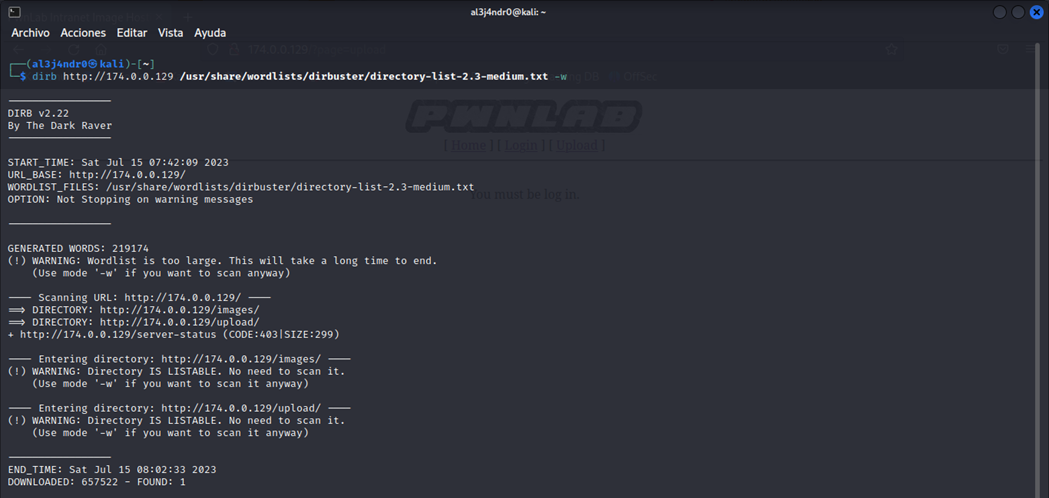 al3j4ndr0@kali: ~
Archivo Acciones Editar Vista Ayuda
174.0.0.129
┌──(al3j4ndr0㉿kali)-[~]
└─$ dirb http://174.0.0.129 /usr/share/wordlists/dirbuster/directory-list-2.3-medium.txt -w
OffSec
-----------------
DIRB v2.22
By The Dark Raver
-----------------
PWNLAB
| Home | | Login | | Upload |
START_TIME: Sat Jul 15 07:42:09 2023
URL_BASE: http://174.0.0.129/
WORDLIST_FILES: /usr/share/wordlists/dirbuster/directory-list-2.3-medium.txt
You must be log in.
OPTION: Not Stopping on warning messages
-----------------
GENERATED WORDS: 219174
(!) WARNING: Wordlist is too large. This will take a long time to end.
(Use mode '-w' if you want to scan anyway)
---- Scanning URL: http://174.0.0.129/ ----
==> DIRECTORY: http://174.0.0.129/images/
==> DIRECTORY: http://174.0.0.129/upload/
+ http://174.0.0.129/server-status (CODE:403|SIZE:299)
---- Entering directory: http://174.0.0.129/images/ ----
(!) WARNING: Directory IS LISTABLE. No need to scan it.
(Use mode '-w' if you want to scan it anyway)
---- Entering directory: http://174.0.0.129/upload/ ----
(!) WARNING: Directory IS LISTABLE. No need to scan it.
(Use mode '-w' if you want to scan it anyway)
-----------------
END_TIME: Sat Jul 15 08:02:33 2023
DOWNLOADED: 657522 - FOUND: 1